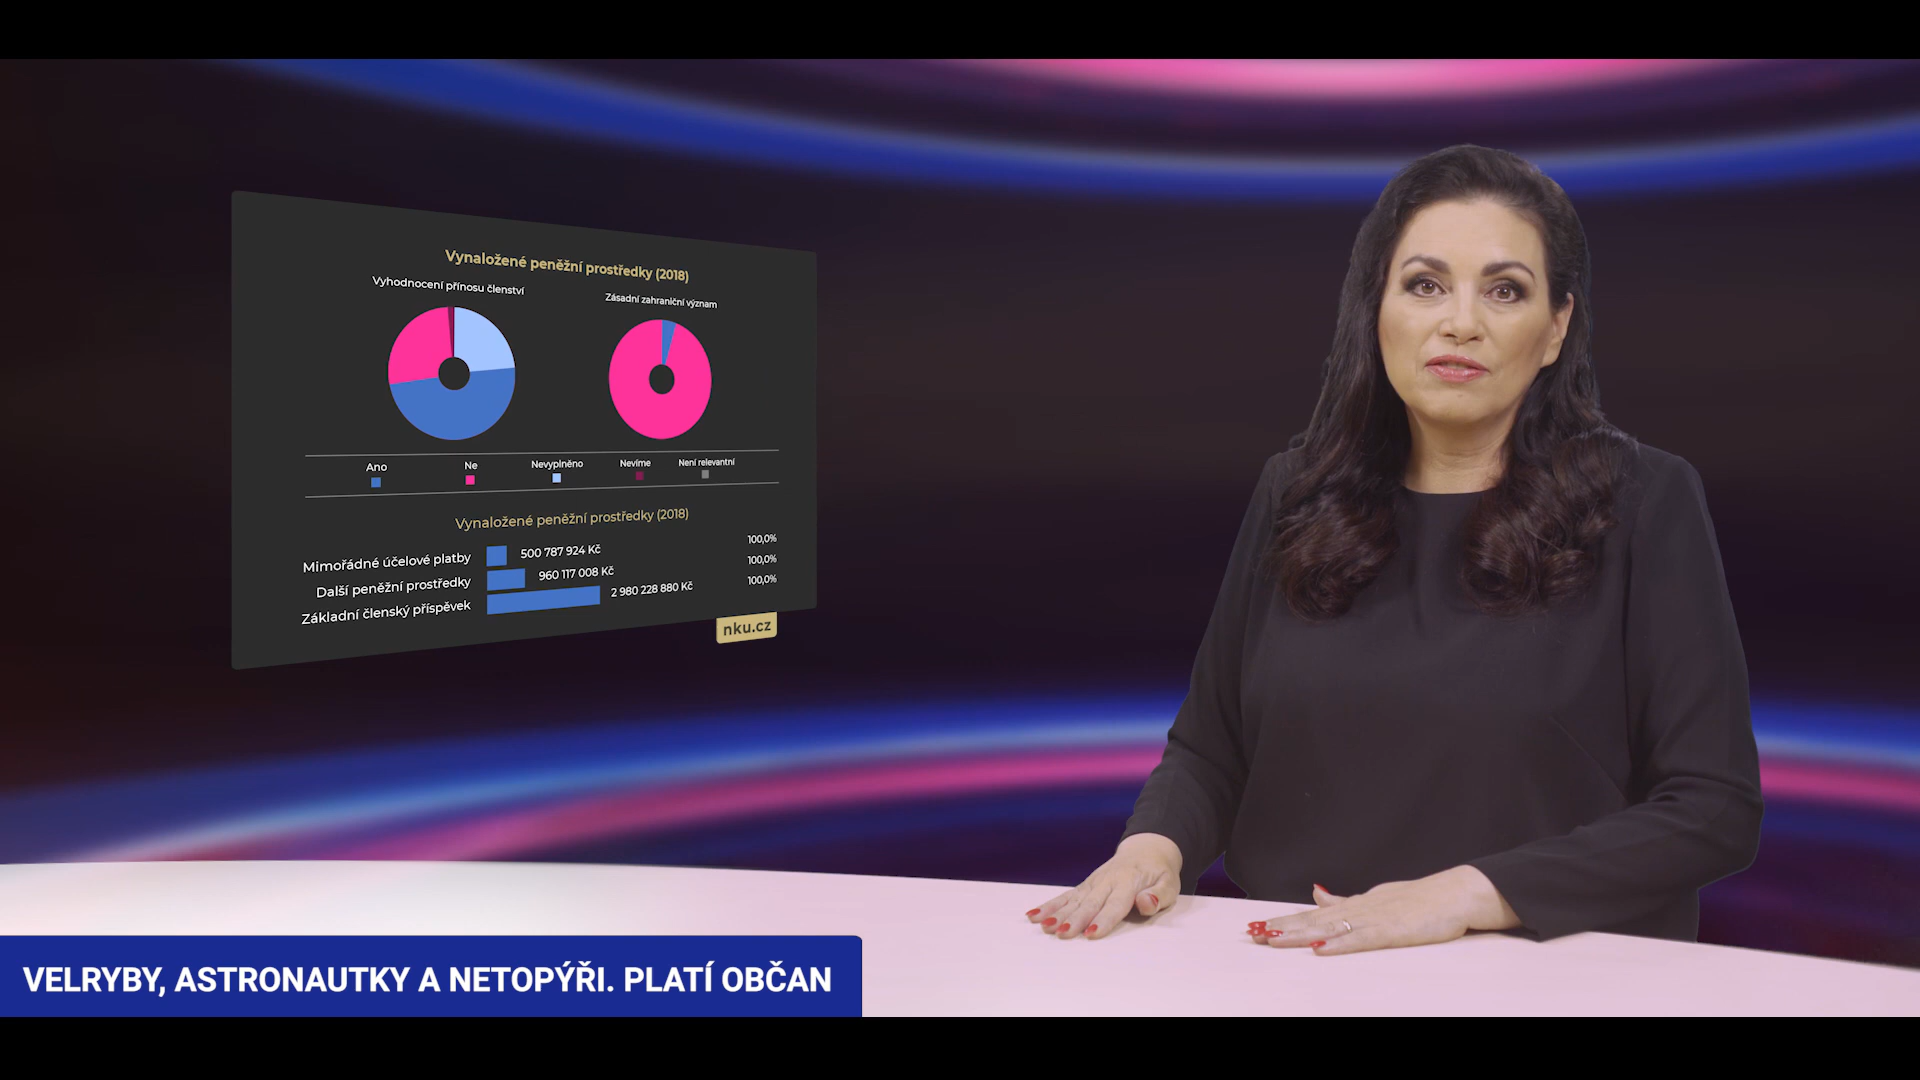 Vynaložené peněžní prostředky (2018)
Vyhodnocení přínosu členství
Zásadní zahraniční význam
Ano Ne Nevyplněno Nevíme Není relevantní
Vynaložené peněžní prostředky (2018)
Mimořádné účelové platby 500 787 924 Kč 100,0%
Další peněžní prostředky 960 117 008 Kč 100,0%
Základní členský příspěvek 2 980 228 880 Kč 100,0%
nku.cz
VELRYBY, ASTRONAUTKY A NETOPÝŘI. PLATÍ OBČAN